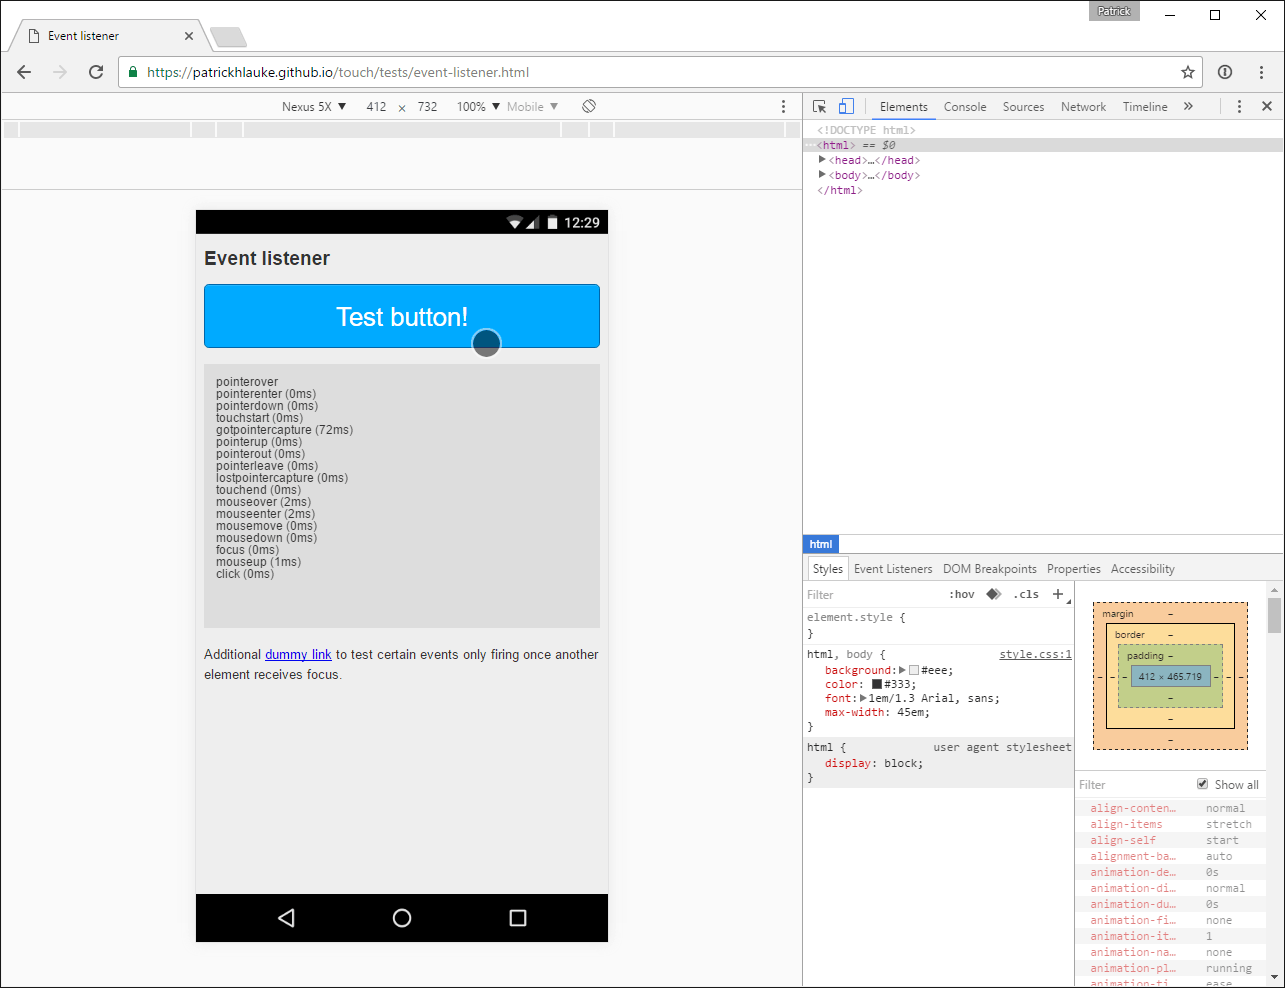 Patrick
Event listener
https://patrickhlauke.github.io/touch/tests/event-listener.html
Nexus 5X ▼ 412 × 732 100% ▼ Mobile ▼
12:29
Event listener
Test button!
pointerover
pointerenter (0ms)
pointerdown (0ms)
touchstart (0ms)
gotpointercapture (72ms)
pointerup (0ms)
pointerout (0ms)
pointerleave (0ms)
lostpointercapture (0ms)
touchend (0ms)
mouseover (2ms)
mouseenter (2ms)
mousemove (0ms)
mousedown (0ms)
focus (0ms)
mouseup (1ms)
click (0ms)
Additional dummy link to test certain events only firing once another
element receives focus.
Elements Console Sources Network Timeline »
<!DOCTYPE html>
…<html> == $0
▶<head>…</head>
▶<body>…</body>
</html>
html
Styles Event Listeners DOM Breakpoints Properties Accessibility
Filter :hov .cls +
element.style {
}
html, body { style.css:1
background:▶#eee;
color: #333;
font:▶1em/1.3 Arial, sans;
max-width: 45em;
}
html { user agent stylesheet
display: block;
}
margin –
border –
padding –
– – – 412 × 465.719 – – –
–
–
–
Filter Show all
align-conten… normal
align-items stretch
align-self start
alignment-ba… auto
animation-de… 0s
animation-di… normal
animation-du… 0s
animation-fi… none
animation-it… 1
animation-na… none
animation-pl… running
animation-ti… ease